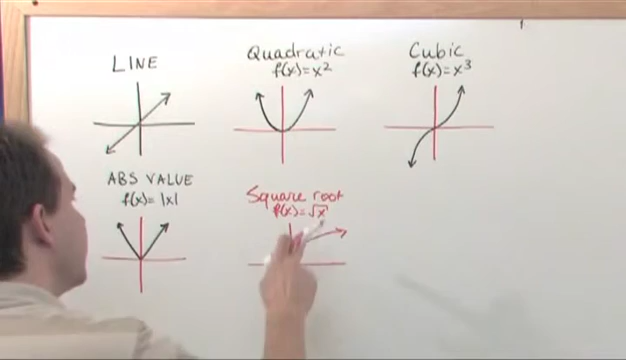 LINE
Quadratic
f(x)=x²
Cubic
f(x)=x³
ABS VALUE
f(x)=|x|
Square root
f(x)=√x